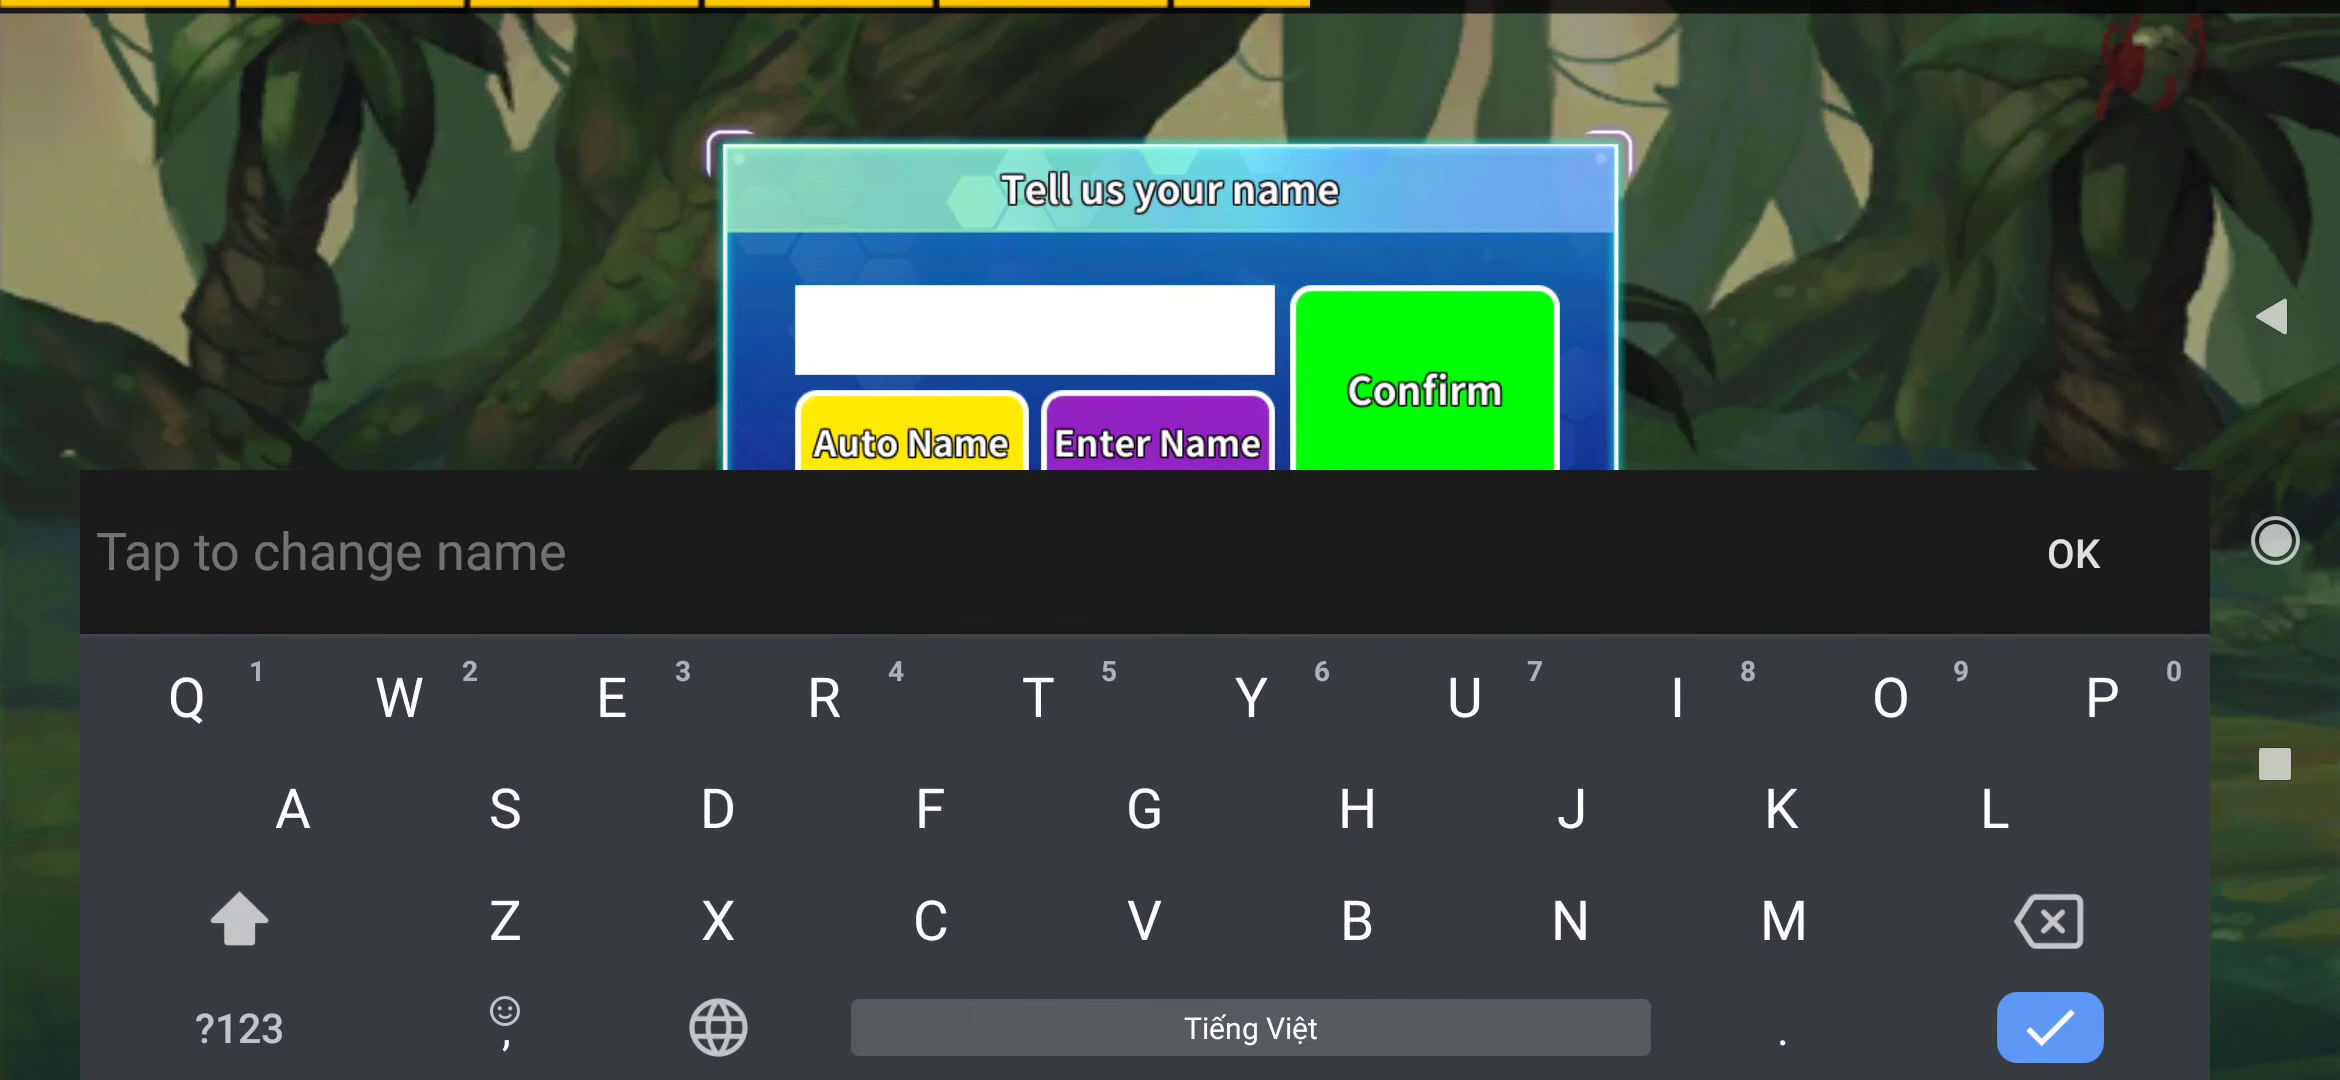 Tell us your name
Confirm
Auto Name Enter Name
Tap to change name OK
Q 1 W 2 E 3 R 4 T 5 Y 6 U 7 I 8 O 9 P 0
A S D F G H J K L
Z X C V B N M
?123 , Tiếng Việt .